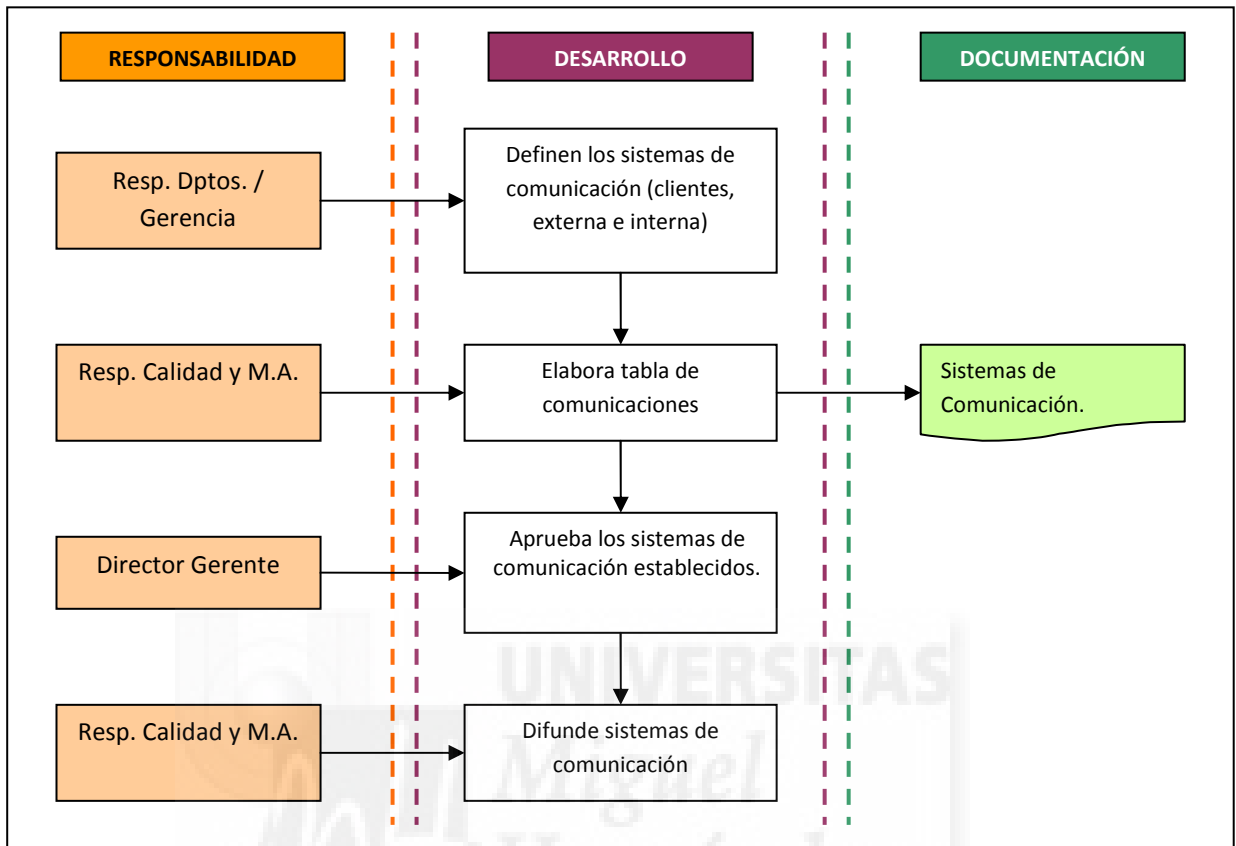 RESPONSABILIDAD
DESARROLLO
DOCUMENTACIÓN
Resp. Dptos. /
Gerencia
Definen los sistemas de
comunicación (clientes,
externa e interna)
Resp. Calidad y M.A.
Elabora tabla de
comunicaciones
Sistemas de
Comunicación.
Director Gerente
Aprueba los sistemas de
comunicación establecidos.
Resp. Calidad y M.A.
Difunde sistemas de
comunicación
UNIVERSITAS
Miguel